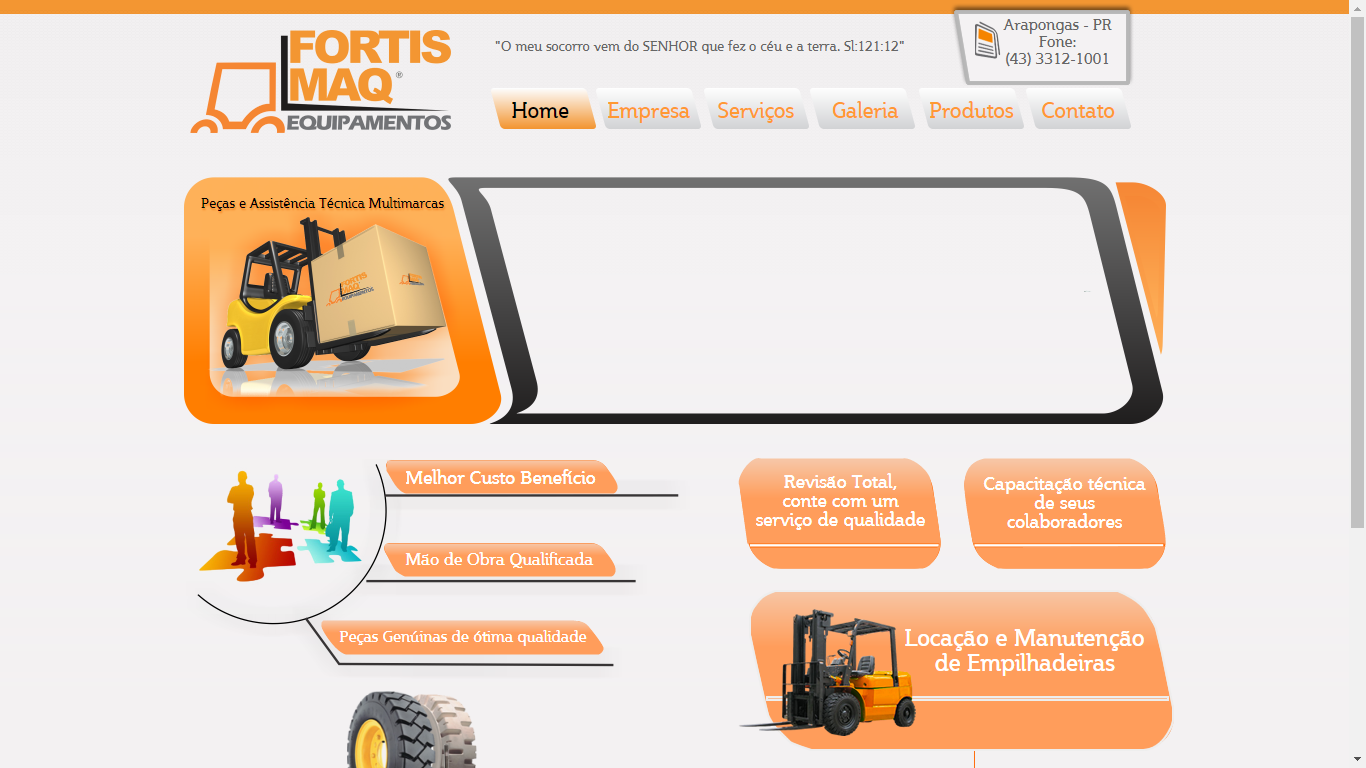 FORTIS
MAQ®
EQUIPAMENTOS
"O meu socorro vem do SENHOR que fez o céu e a terra. Sl:121:12"
Arapongas - PR
Fone:
(43) 3312-1001
Home
Empresa
Serviços
Galeria
Produtos
Contato
Peças e Assistência Técnica Multimarcas
FORTIS
MAQ
EQUIPAMENTOS
Melhor Custo Benefício
Mão de Obra Qualificada
Peças Genúinas de ótima qualidade
Revisão Total,
conte com um
serviço de qualidade
Capacitação técnica
de seus
colaboradores
Locação e Manutenção
de Empilhadeiras